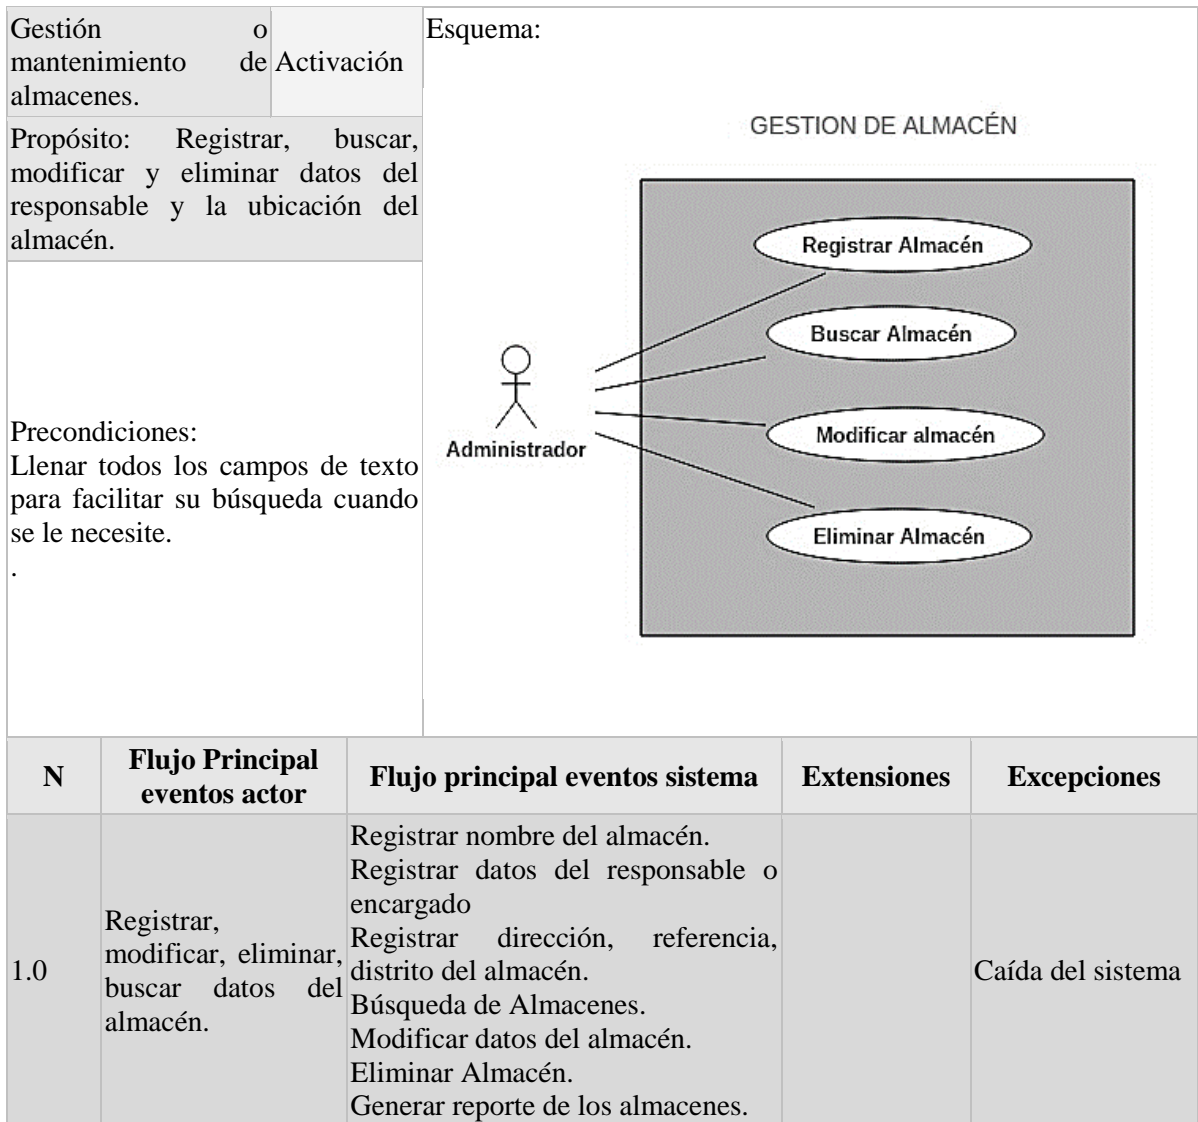 Gestión o
mantenimiento de
almacenes.
Activación
Propósito: Registrar, buscar,
modificar y eliminar datos del
responsable y la ubicación del
almacén.
Precondiciones:
Llenar todos los campos de texto
para facilitar su búsqueda cuando
se le necesite.
.
Esquema:
GESTION DE ALMACÉN
Registrar Almacén
Buscar Almacén
Modificar almacén
Eliminar Almacén
Administrador
N
Flujo Principal
eventos actor
Flujo principal eventos sistema
Extensiones
Excepciones
1.0
Registrar,
modificar, eliminar,
buscar datos del
almacén.
Registrar nombre del almacén.
Registrar datos del responsable o
encargado
Registrar dirección, referencia,
distrito del almacén.
Búsqueda de Almacenes.
Modificar datos del almacén.
Eliminar Almacén.
Generar reporte de los almacenes.
Caída del sistema